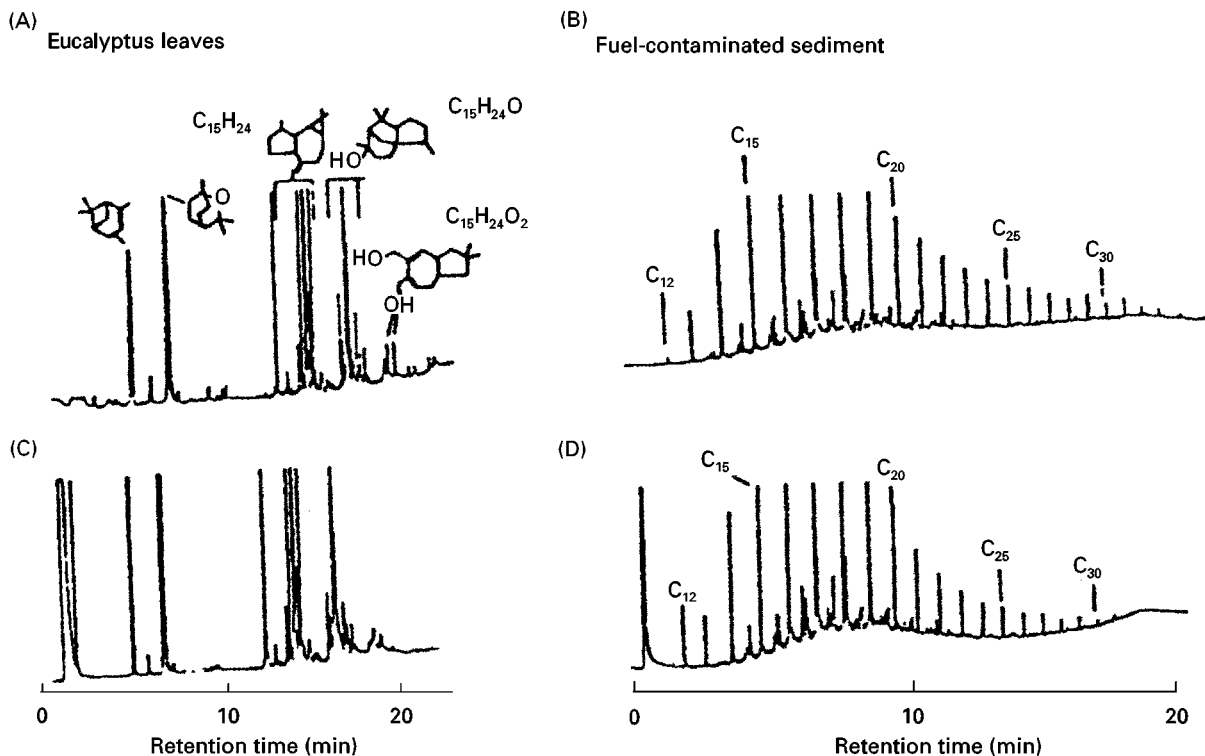 (A)
Eucalyptus leaves
C₁₅H₂₄
C₁₅H₂₄O
HO
O
C₁₅H₂₄O₂
HO
OH
(B)
Fuel-contaminated sediment
C₁₅
C₂₀
C₂₅
C₃₀
C₁₂
(C)
0 10 20
Retention time (min)
(D)
C₁₅
C₂₀
C₂₅
C₃₀
C₁₂
0 10 20
Retention time (min)